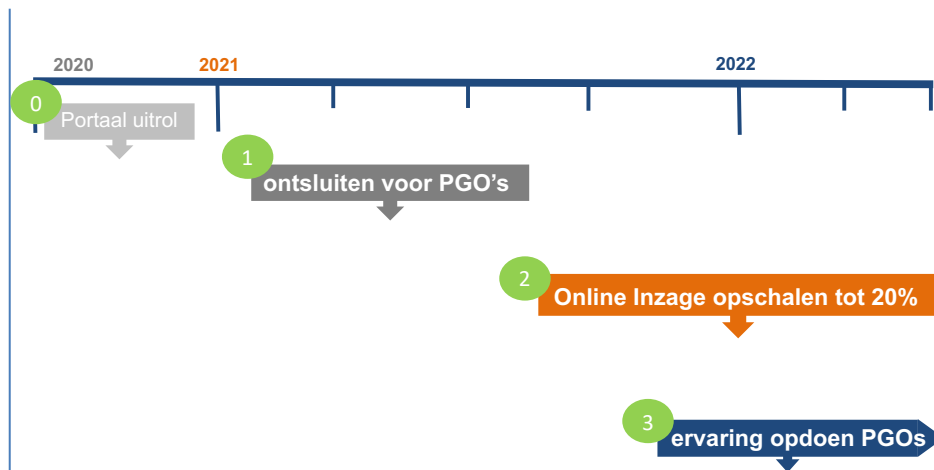 2020
2021
2022
0
Portaal uitrol
1
ontsluiten voor PGO’s
2
Online Inzage opschalen tot 20%
3
ervaring opdoen PGOs